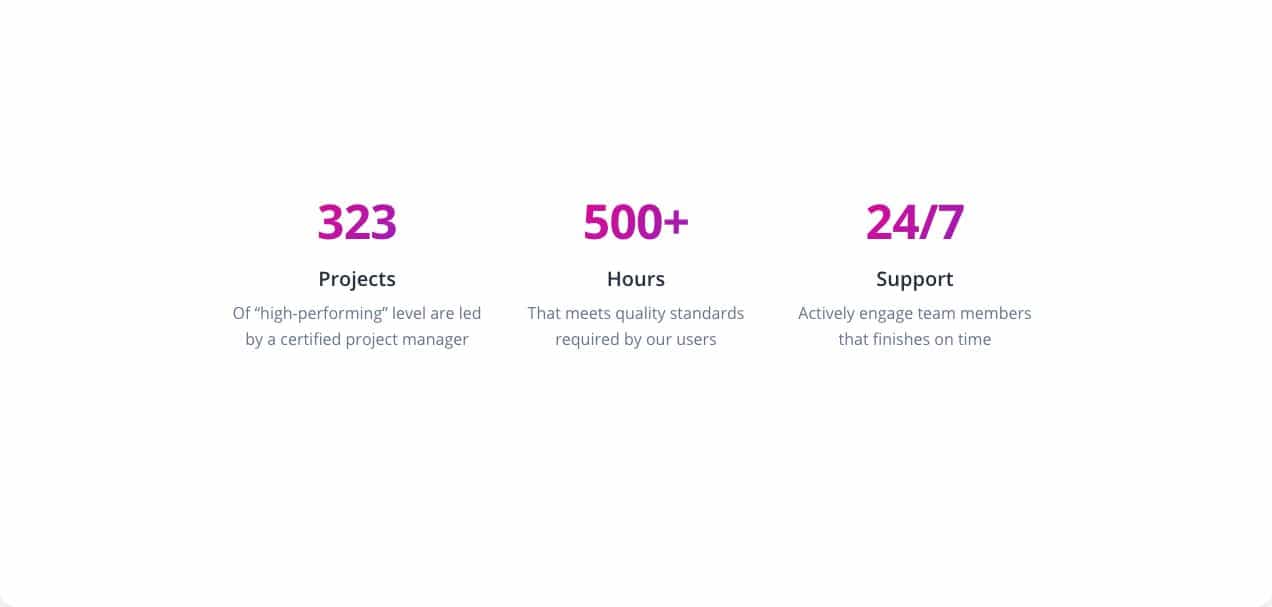 323
Projects
Of “high-performing” level are led
by a certified project manager
500+
Hours
That meets quality standards
required by our users
24/7
Support
Actively engage team members
that finishes on time